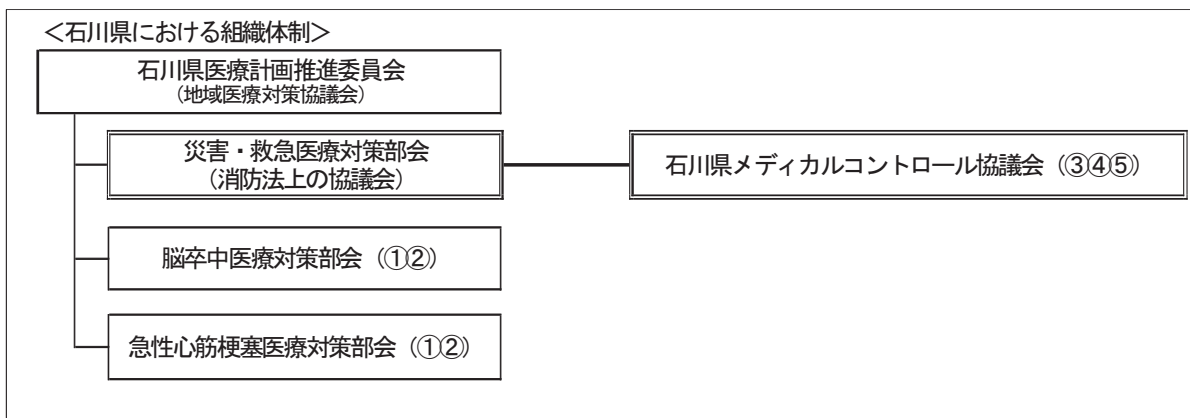 ＜石川県における組織体制＞
石川県医療計画推進委員会
（地域医療対策協議会）
災害・救急医療対策部会
（消防法上の協議会）
石川県メディカルコントロール協議会（③④⑤）
脳卒中医療対策部会（①②）
急性心筋梗塞医療対策部会（①②）